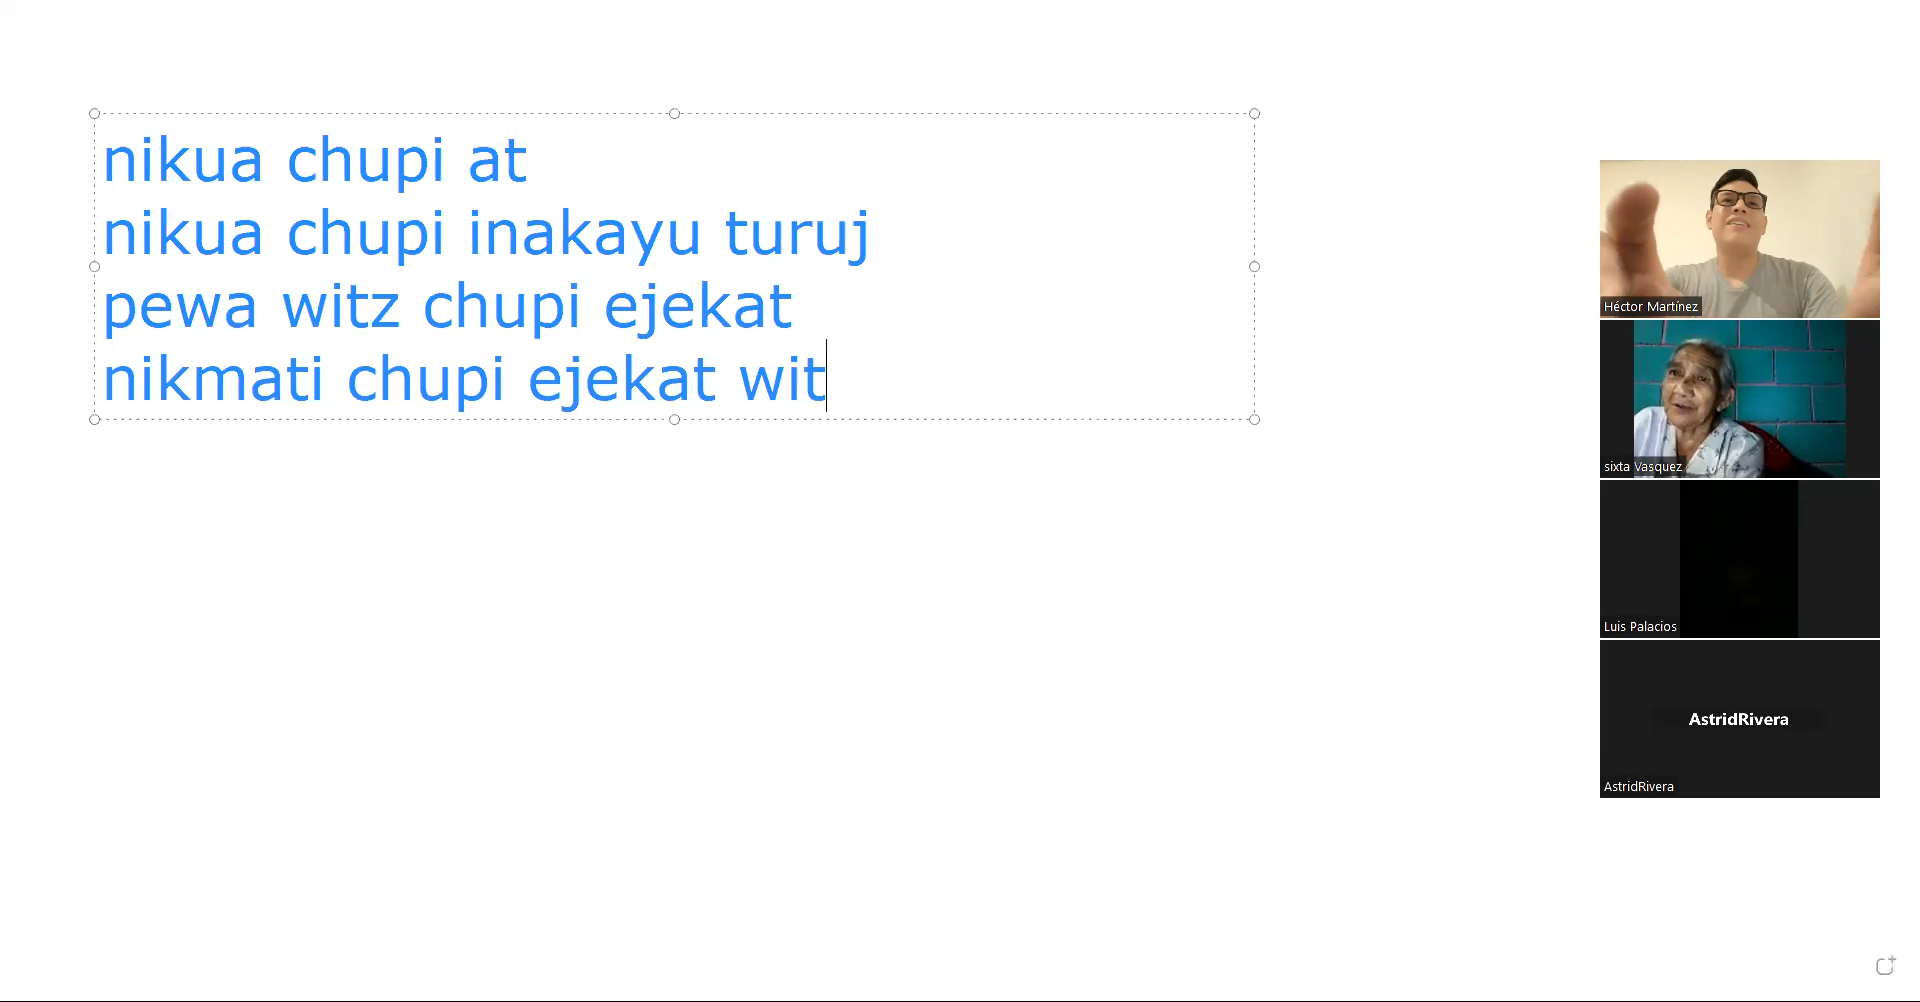 nikua chupi at
nikua chupi inakayu turuj
pewa witz chupi ejekat
nikmati chupi ejekat wit
Héctor Martínez
sixta Vasquez
Luis Palacios
AstridRivera
AstridRivera